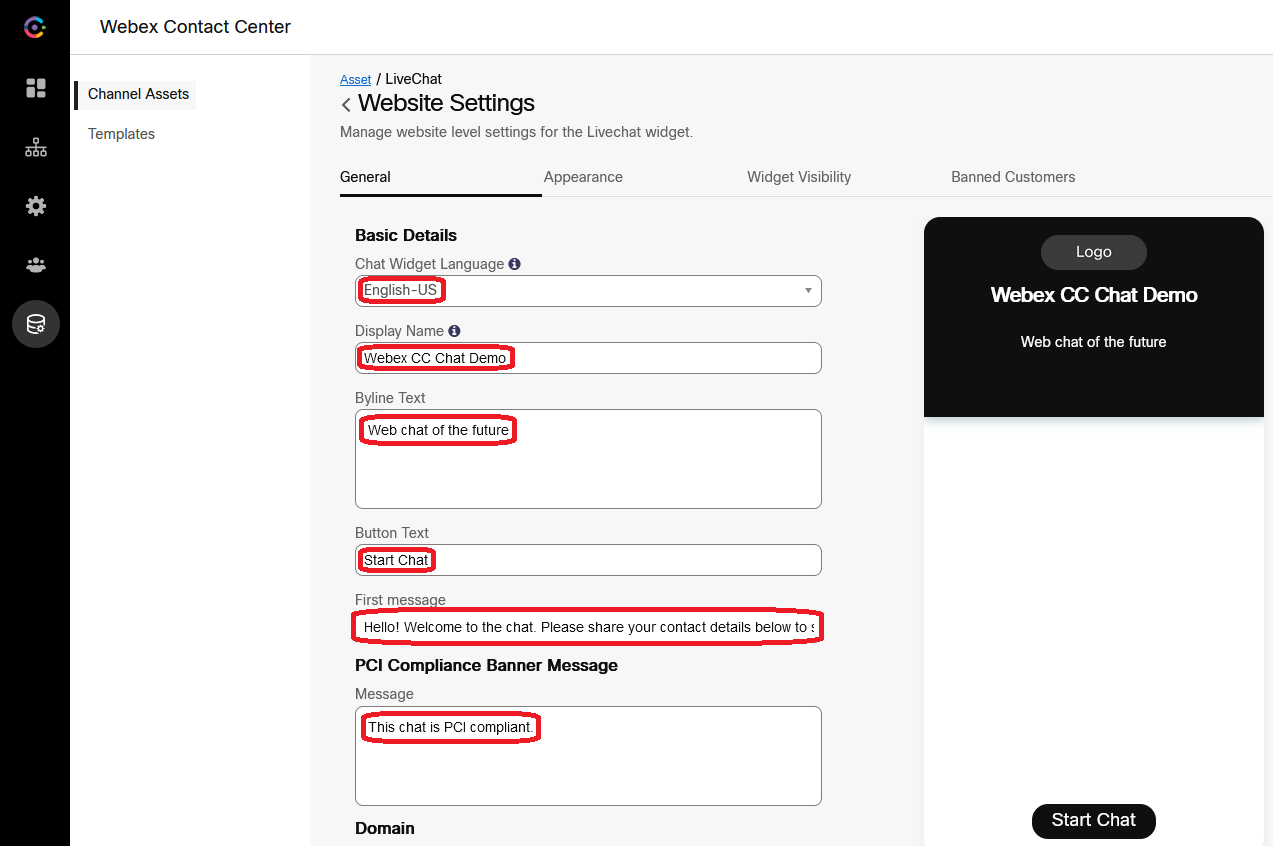 Webex Contact Center
Channel Assets
Templates
Asset / LiveChat
Website Settings
Manage website level settings for the Livechat widget.
General
Appearance
Widget Visibility
Banned Customers
Basic Details
Chat Widget Language
English-US
Display Name
Webex CC Chat Demo
Byline Text
Web chat of the future
Button Text
Start Chat
First message
Hello! Welcome to the chat. Please share your contact details below to
PCI Compliance Banner Message
Message
This chat is PCI compliant.
Domain
Logo
Webex CC Chat Demo
Web chat of the future
Start Chat